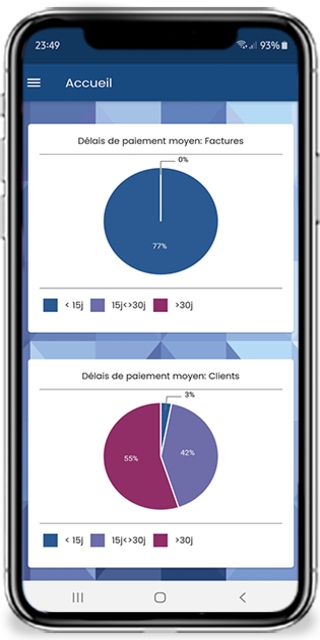 23:49 93%
Accueil
Délais de paiement moyen: Factures
0%
77%
< 15j 15j<>30j >30j
Délais de paiement moyen: Clients
3%
42%
55%
< 15j 15j<>30j >30j